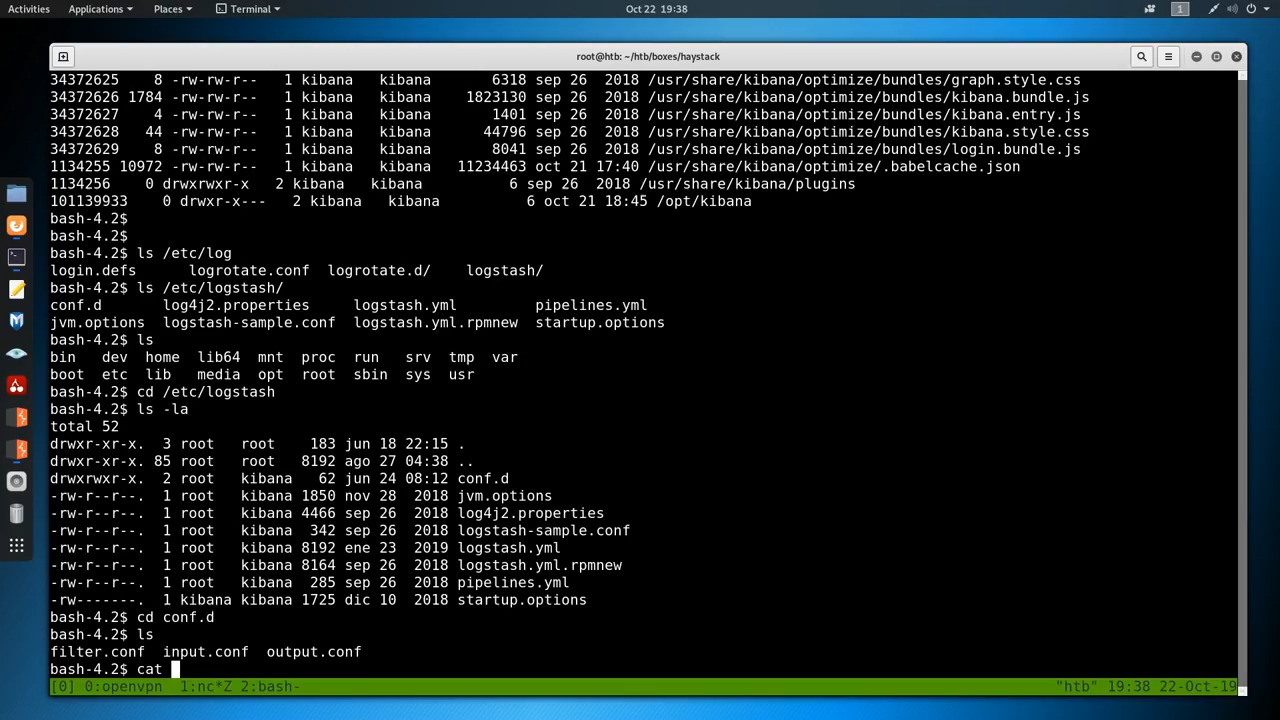 Activities Applications Places Terminal Oct 22 19:38 1
root@htb: ~/htb/boxes/haystack
34372625    8 -rw-rw-r--   1 kibana   kibana       6318 sep 26  2018 /usr/share/kibana/optimize/bundles/graph.style.css
34372626 1784 -rw-rw-r--   1 kibana   kibana    1823130 sep 26  2018 /usr/share/kibana/optimize/bundles/kibana.bundle.js
34372627    4 -rw-rw-r--   1 kibana   kibana       1401 sep 26  2018 /usr/share/kibana/optimize/bundles/kibana.entry.js
34372628   44 -rw-rw-r--   1 kibana   kibana      44796 sep 26  2018 /usr/share/kibana/optimize/bundles/kibana.style.css
34372629    8 -rw-rw-r--   1 kibana   kibana       8041 sep 26  2018 /usr/share/kibana/optimize/bundles/login.bundle.js
1134255 10972 -rw-rw-r--   1 kibana   kibana   11234463 oct 21 17:40 /usr/share/kibana/optimize/.babelcache.json
1134256    0 drwxrwxr-x   2 kibana   kibana          6 sep 26  2018 /usr/share/kibana/plugins
101139933    0 drwxr-x---   2 kibana   kibana          6 oct 21 18:45 /opt/kibana
bash-4.2$
bash-4.2$
bash-4.2$ ls /etc/log
login.defs      logrotate.conf  logrotate.d/    logstash/
bash-4.2$ ls /etc/logstash/
conf.d       log4j2.properties     logstash.yml         pipelines.yml
jvm.options  logstash-sample.conf  logstash.yml.rpmnew  startup.options
bash-4.2$ ls
bin   dev  home  lib64  mnt  proc  run   srv  tmp  var
boot  etc  lib   media  opt  root  sbin  sys  usr
bash-4.2$ cd /etc/logstash
bash-4.2$ ls -la
total 52
drwxr-xr-x.  3 root   root    183 jun 18 22:15 .
drwxr-xr-x. 85 root   root   8192 ago 27 04:38 ..
drwxrwxr-x.  2 root   kibana   62 jun 24 08:12 conf.d
-rw-r--r--.  1 root   kibana 1850 nov 28  2018 jvm.options
-rw-r--r--.  1 root   kibana 4466 sep 26  2018 log4j2.properties
-rw-r--r--.  1 root   kibana  342 sep 26  2018 logstash-sample.conf
-rw-r--r--.  1 root   kibana 8192 ene 23  2019 logstash.yml
-rw-r--r--.  1 root   kibana 8164 sep 26  2018 logstash.yml.rpmnew
-rw-r--r--.  1 root   kibana  285 sep 26  2018 pipelines.yml
-rw-------.  1 kibana kibana 1725 dic 10  2018 startup.options
bash-4.2$ cd conf.d
bash-4.2$ ls
filter.conf  input.conf  output.conf
bash-4.2$ cat
[0] 0:openvpn  1:nc*Z 2:bash- "htb" 19:38 22-Oct-19